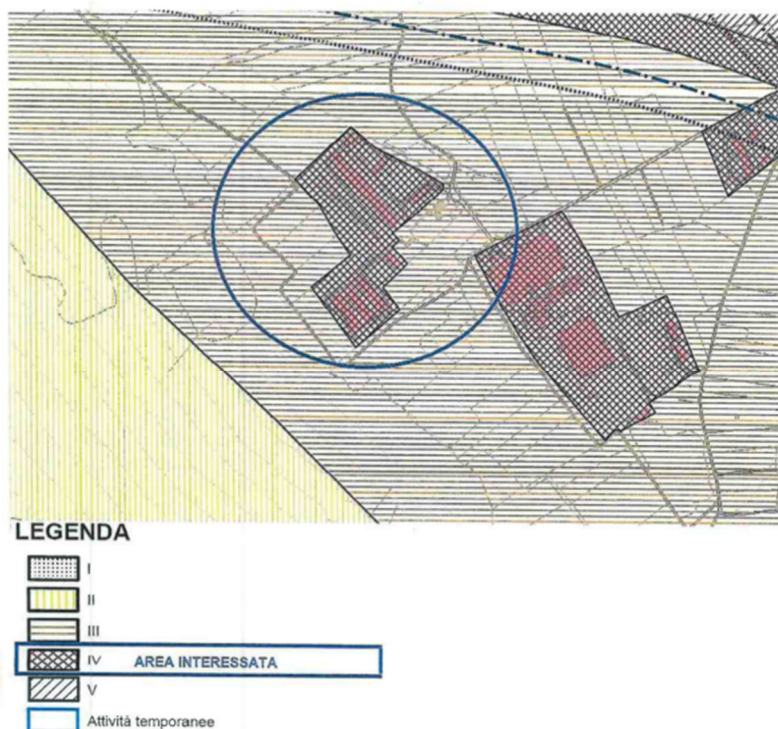 LEGENDA
I
II
III
IV AREA INTERESSATA
V
Attività temporanee